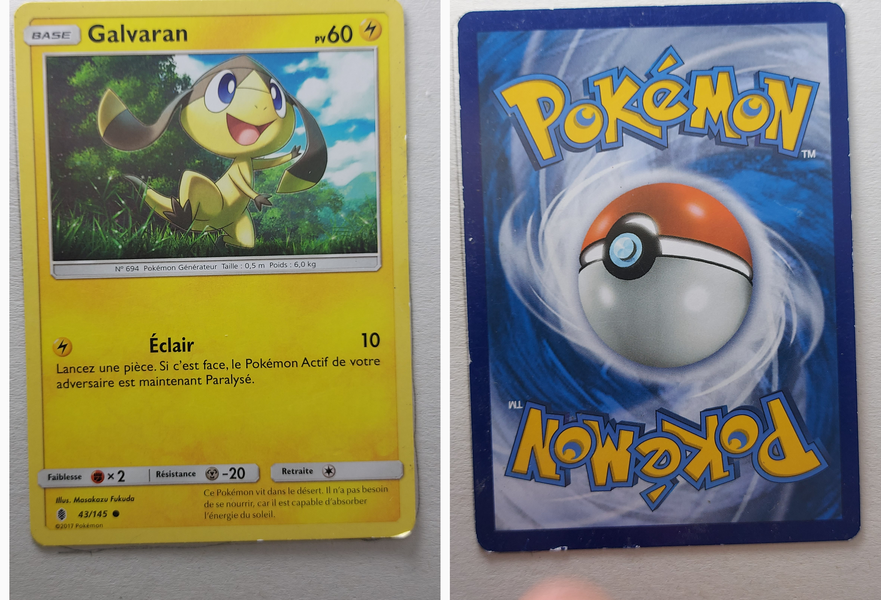 BASE Galvaran PV60
N° 694 Pokémon Générateur Taille : 0,5 m Poids : 6,0 kg
Éclair 10
Lancez une pièce. Si c'est face, le Pokémon Actif de votre
adversaire est maintenant Paralysé.
Faiblesse ×2 Résistance -20 Retraite
Illus. Masakazu Fukuda
43/145
©2017 Pokémon
Ce Pokémon vit dans le désert. Il n'a pas besoin
de se nourrir, car il est capable d'absorber
l'énergie du soleil.
POKéMON
TM
POKéMON
TM